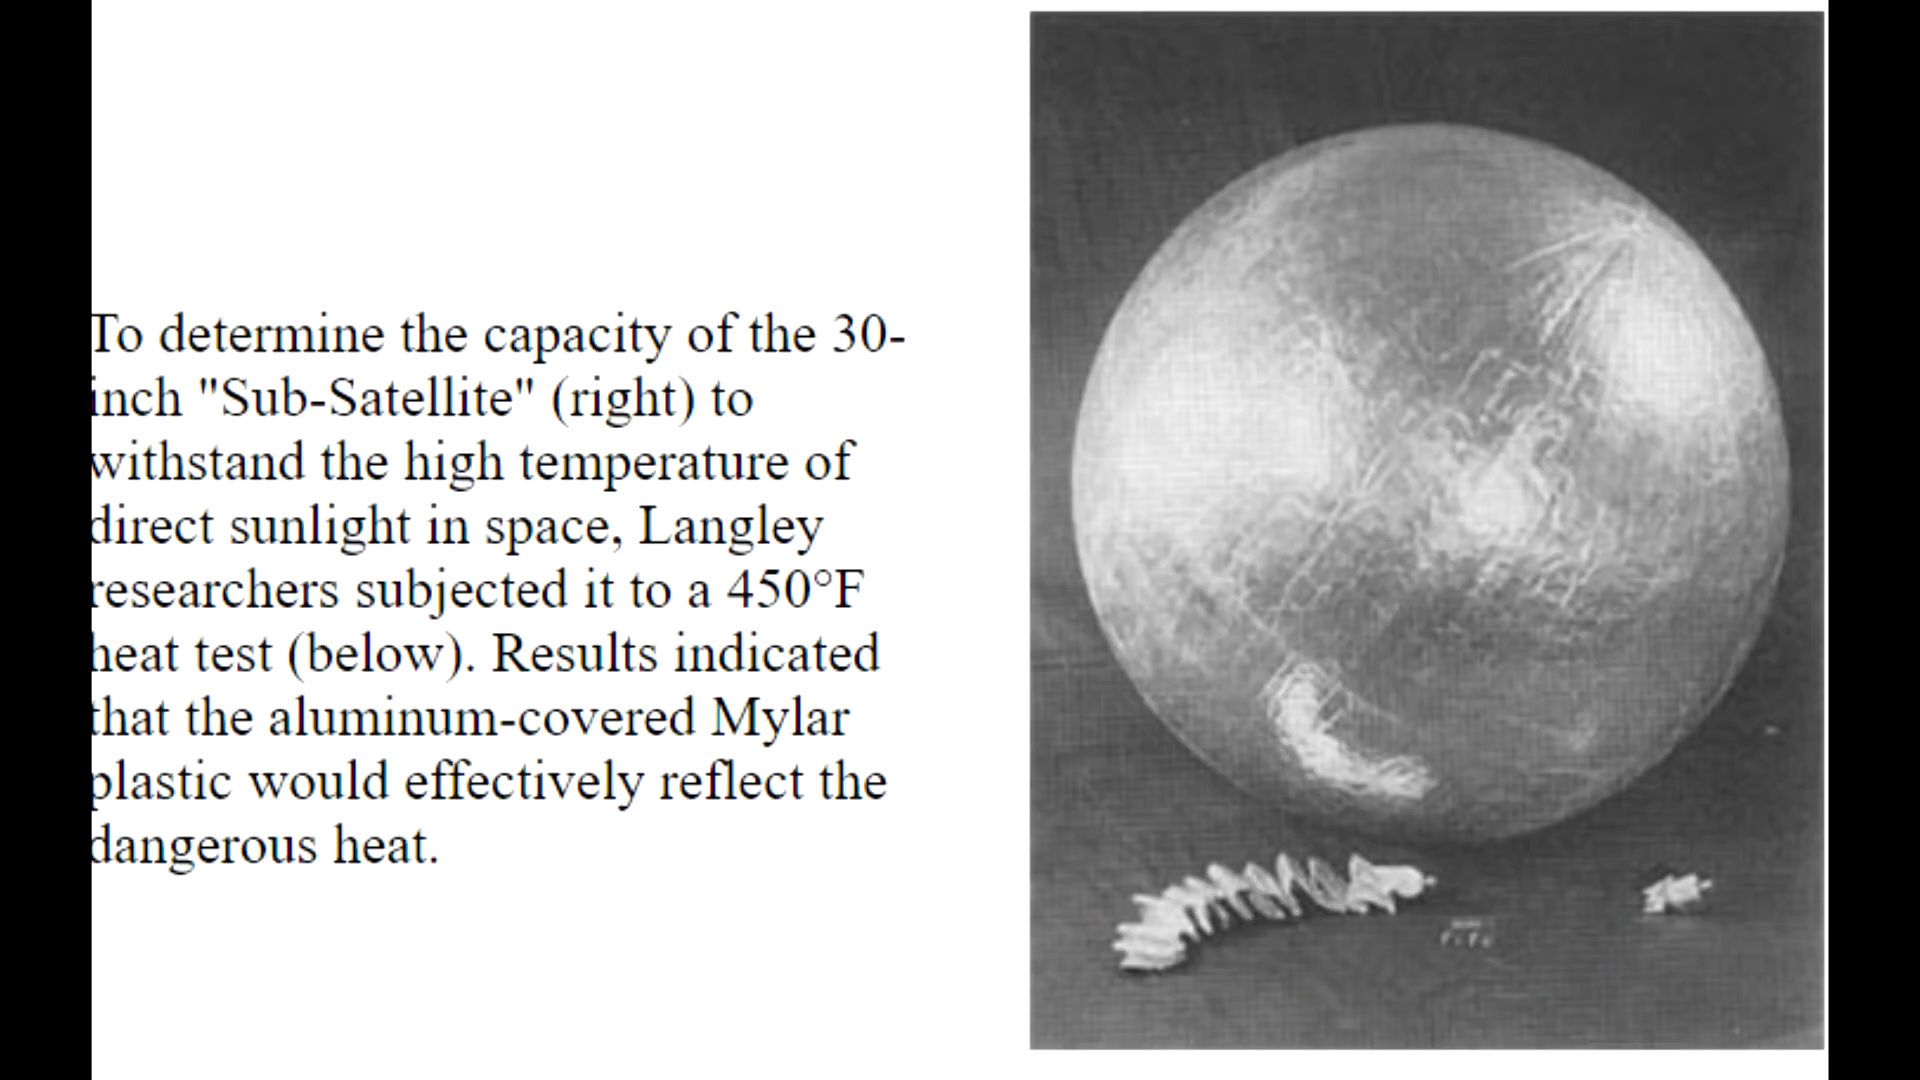 To determine the capacity of the 30-
inch "Sub-Satellite" (right) to
withstand the high temperature of
direct sunlight in space, Langley
researchers subjected it to a 450°F
heat test (below). Results indicated
that the aluminum-covered Mylar
plastic would effectively reflect the
dangerous heat.